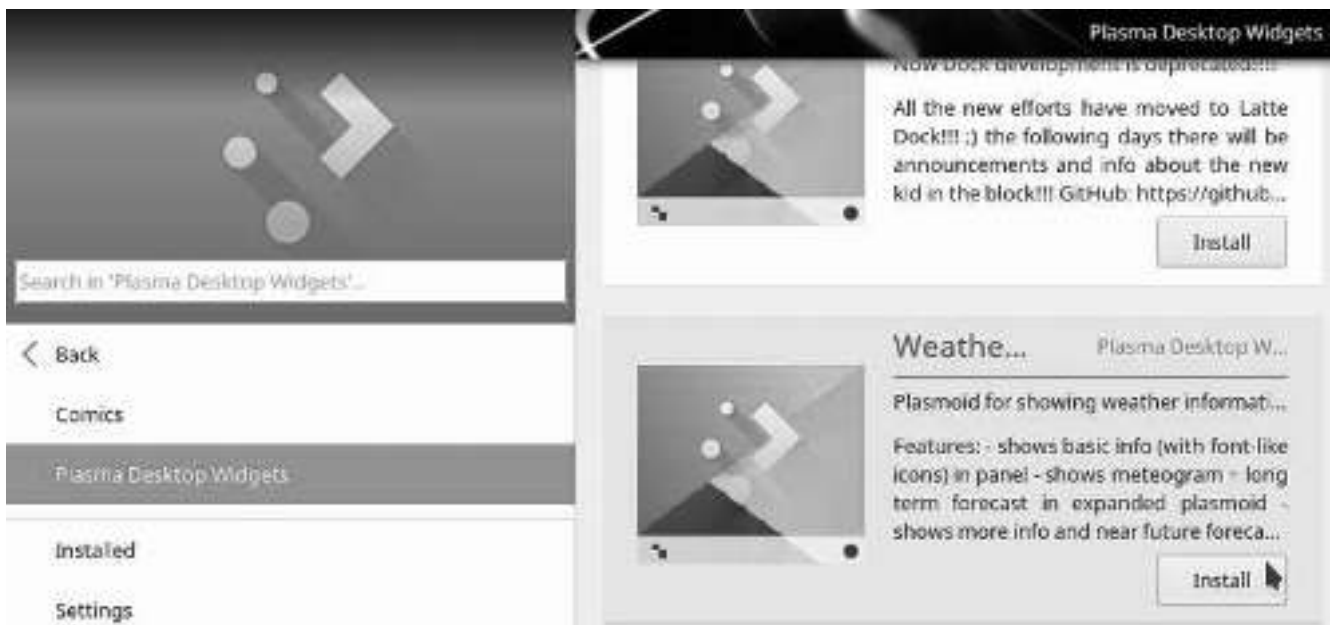 Plasma Desktop Widgets
Now Dock development is deprecated!!!!
All the new efforts have moved to Latte
Dock!!! ;) the following days there will be
announcements and info about the new
kid in the block!!! GitHub: https://github...
Install
Search in 'Plasma Desktop Widgets'...
Back
Comics
Plasma Desktop Widgets
Installed
Settings
Weathe...
Plasma Desktop W...
Plasmoid for showing weather informati...
Features: - shows basic info (with font-like
icons) in panel - shows meteogram + long
term forecast in expanded plasmoid -
shows more info and near future foreca...
Install